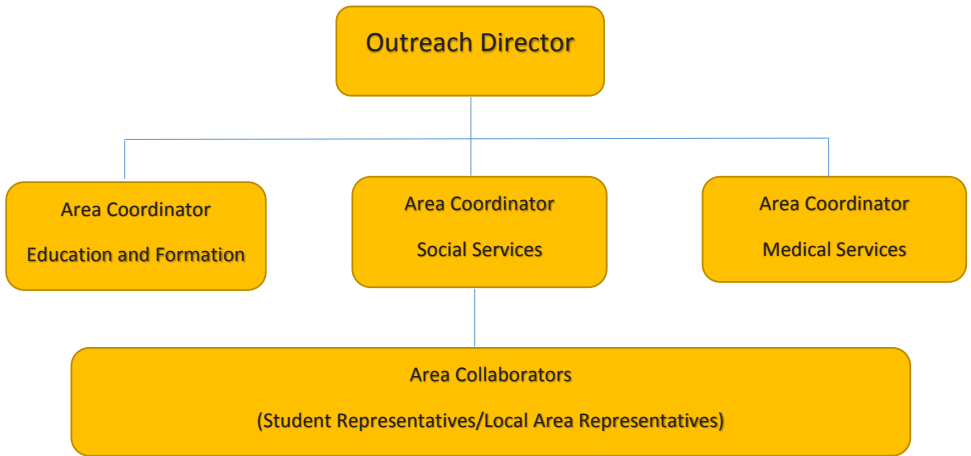 Outreach Director
Area Coordinator
Education and Formation
Area Coordinator
Social Services
Area Coordinator
Medical Services
Area Collaborators
(Student Representatives/Local Area Representatives)